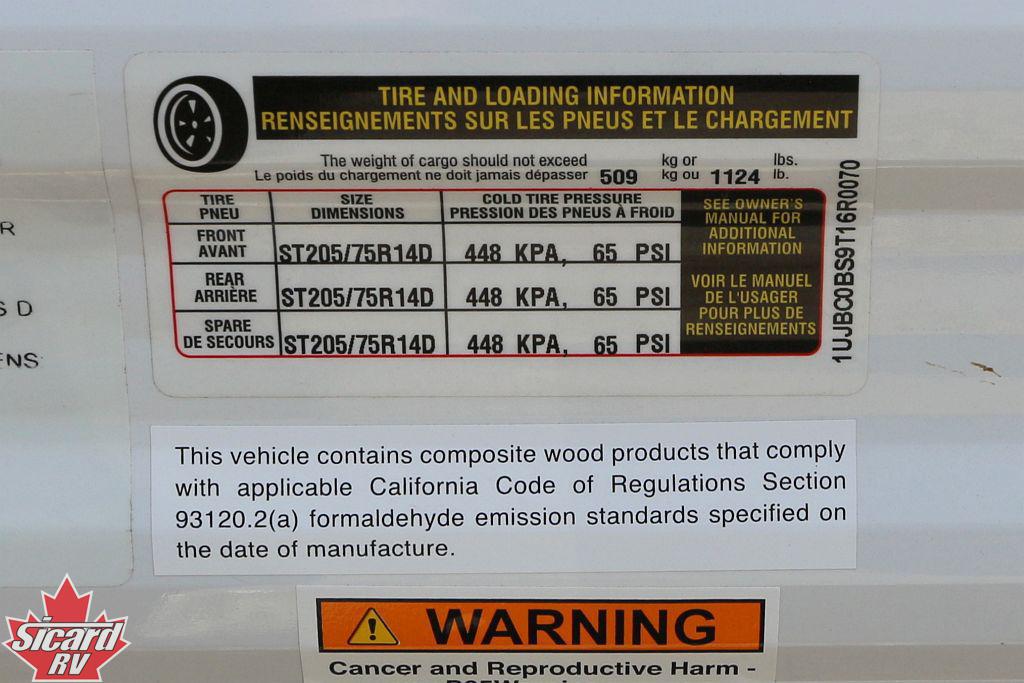 TIRE AND LOADING INFORMATION
RENSEIGNEMENTS SUR LES PNEUS ET LE CHARGEMENT
The weight of cargo should not exceed kg or lbs.
Le poids du chargement ne doit jamais dépasser 509 kg ou 1124 lb.
TIRE SIZE COLD TIRE PRESSURE
PNEU DIMENSIONS PRESSION DES PNEUS À FROID
FRONT
AVANT ST205/75R14D 448 KPA, 65 PSI
REAR
ARRIÈRE ST205/75R14D 448 KPA, 65 PSI
SPARE
DE SECOURS ST205/75R14D 448 KPA, 65 PSI
SEE OWNER'S
MANUAL FOR
ADDITIONAL
INFORMATION
VOIR LE MANUEL
DE L'USAGER
POUR PLUS DE
RENSEIGNEMENTS
1UJBC0BS9T16R0070
R
S D
ENS
This vehicle contains composite wood products that comply
with applicable California Code of Regulations Section
93120.2(a) formaldehyde emission standards specified on
the date of manufacture.
WARNING
Cancer and Reproductive Harm -
Sicard
RV